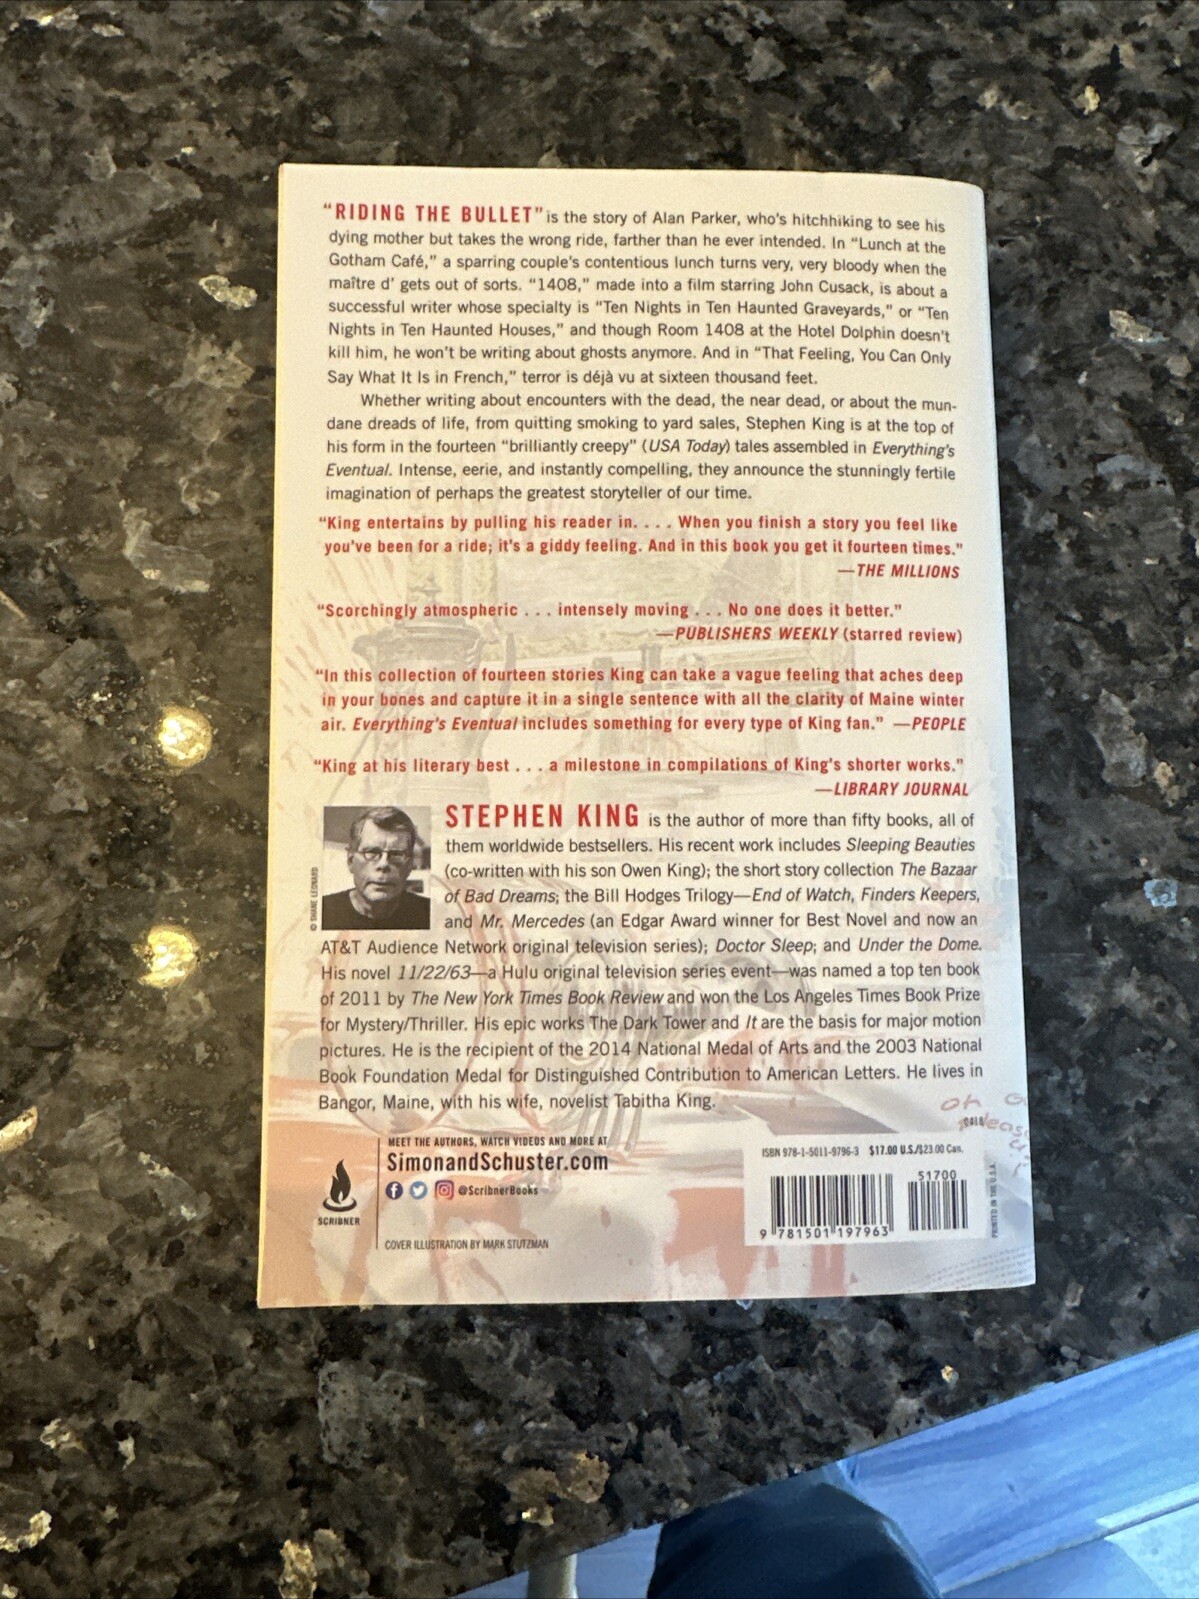 “RIDING THE BULLET” is the story of Alan Parker, who's hitchhiking to see his
dying mother but takes the wrong ride, farther than he ever intended. In “Lunch at the
Gotham Café,” a sparring couple's contentious lunch turns very, very bloody when the
maître d' gets out of sorts. “1408,” made into a film starring John Cusack, is about a
successful writer whose specialty is “Ten Nights in Ten Haunted Graveyards,” or “Ten
Nights in Ten Haunted Houses,” and though Room 1408 at the Hotel Dolphin doesn't
kill him, he won't be writing about ghosts anymore. And in “That Feeling, You Can Only
Say What It Is in French,” terror is déjà vu at sixteen thousand feet.
Whether writing about encounters with the dead, the near dead, or about the mun-
dane dreads of life, from quitting smoking to yard sales, Stephen King is at the top of
his form in the fourteen “brilliantly creepy” (USA Today) tales assembled in Everything's
Eventual. Intense, eerie, and instantly compelling, they announce the stunningly fertile
imagination of perhaps the greatest storyteller of our time.
“King entertains by pulling his reader in. . . . When you finish a story you feel like
you've been for a ride; it's a giddy feeling. And in this book you get it fourteen times.”
—THE MILLIONS
“Scorchingly atmospheric . . . intensely moving . . . No one does it better.”
—PUBLISHERS WEEKLY (starred review)
“In this collection of fourteen stories King can take a vague feeling that aches deep
in your bones and capture it in a single sentence with all the clarity of Maine winter
air. Everything's Eventual includes something for every type of King fan.” —PEOPLE
“King at his literary best . . . a milestone in compilations of King's shorter works.”
—LIBRARY JOURNAL
© SHANE LEONARD
STEPHEN KING is the author of more than fifty books, all of
them worldwide bestsellers. His recent work includes Sleeping Beauties
(co-written with his son Owen King); the short story collection The Bazaar
of Bad Dreams; the Bill Hodges Trilogy—End of Watch, Finders Keepers,
and Mr. Mercedes (an Edgar Award winner for Best Novel and now an
AT&T Audience Network original television series); Doctor Sleep; and Under the Dome.
His novel 11/22/63—a Hulu original television series event—was named a top ten book
of 2011 by The New York Times Book Review and won the Los Angeles Times Book Prize
for Mystery/Thriller. His epic works The Dark Tower and It are the basis for major motion
pictures. He is the recipient of the 2014 National Medal of Arts and the 2003 National
Book Foundation Medal for Distinguished Contribution to American Letters. He lives in
Bangor, Maine, with his wife, novelist Tabitha King.
MEET THE AUTHORS, WATCH VIDEOS AND MORE AT
SimonandSchuster.com
@ScribnerBooks
SCRIBNER
COVER ILLUSTRATION BY MARK STUTZMAN
0418
ISBN 978-1-5011-9796-3 $17.00 U.S./$23.00 Can.
51700
9 781501 197963
PRINTED IN THE U.S.A.